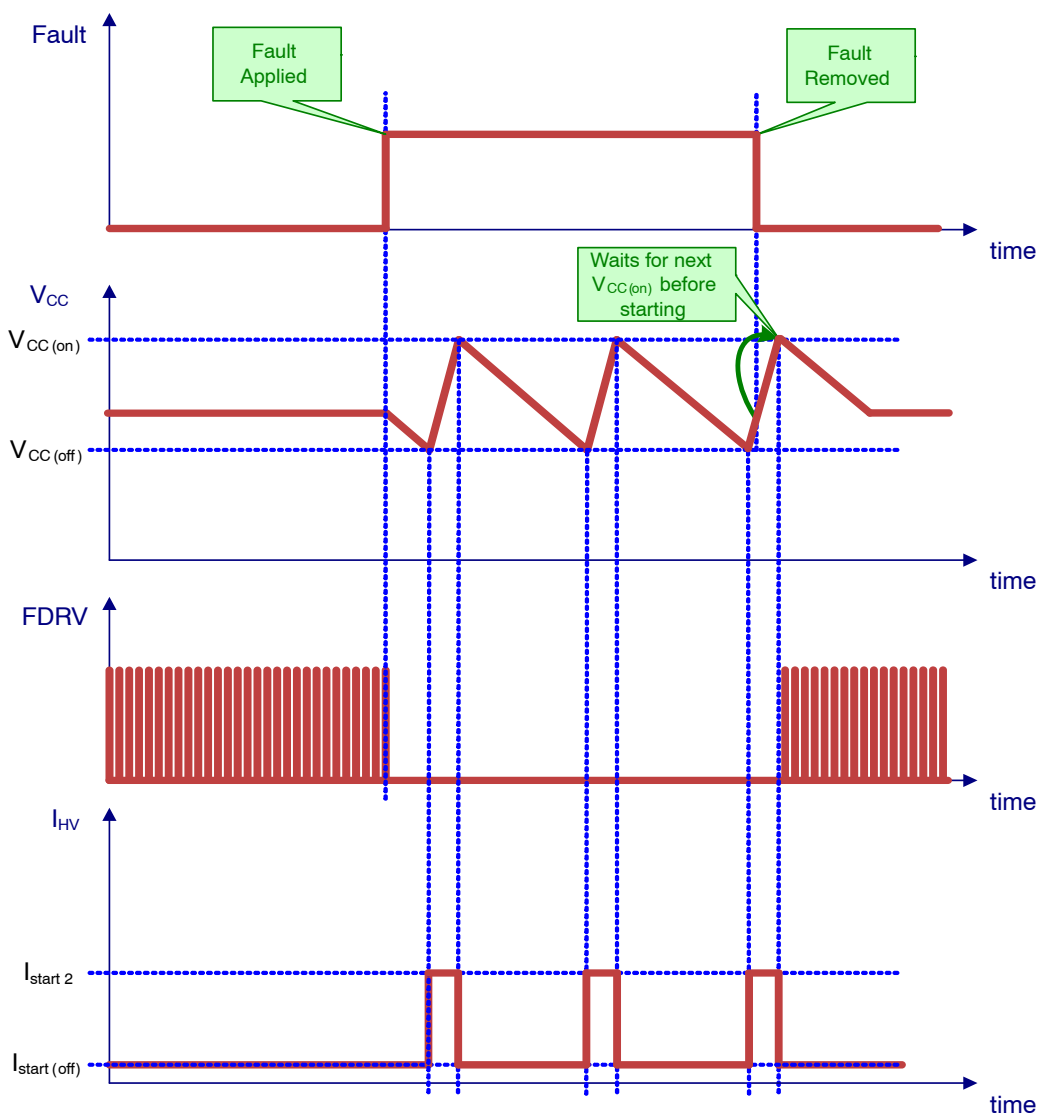 Fault
Fault
Applied
Fault
Removed
time
Waits for next
VCC(on) before
starting
VCC
VCC (on)
VCC (off)
time
FDRV
time
IHV
Istart 2
Istart (off)
time